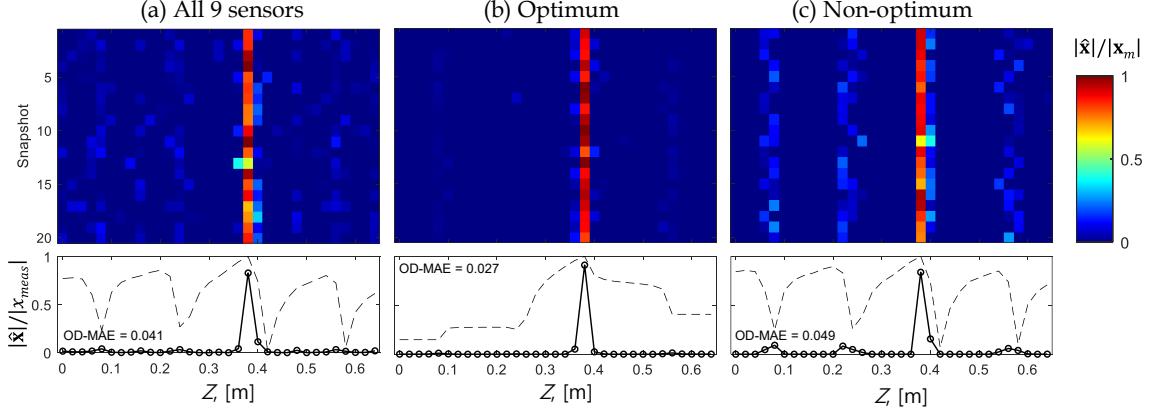 (a) All 9 sensors
(b) Optimum
(c) Non-optimum
|x̂|/|x_m|
Snapshot
5
10
15
20
1
0.5
0
|x̂|/|x_meas|
1
0.5
0
OD-MAE = 0.041
OD-MAE = 0.027
OD-MAE = 0.049
0 0.1 0.2 0.3 0.4 0.5 0.6
0 0.1 0.2 0.3 0.4 0.5 0.6
0 0.1 0.2 0.3 0.4 0.5 0.6
Z, [m]
Z, [m]
Z, [m]